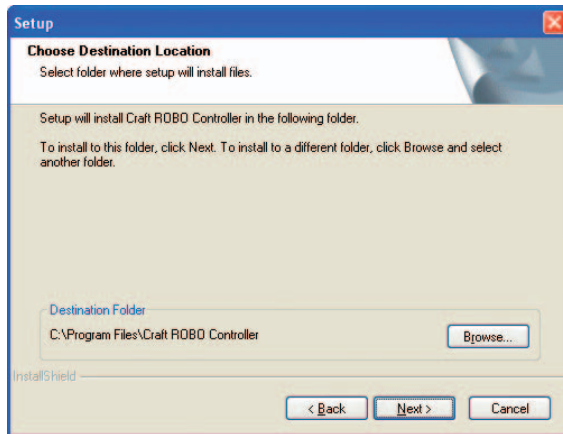 Setup
Choose Destination Location
Select folder where setup will install files.
Setup will install Craft ROBO Controller in the following folder.
To install to this folder, click Next. To install to a different folder, click Browse and select
another folder.
Destination Folder
C:\Program Files\Craft ROBO Controller
Browse...
InstallShield
< Back
Next >
Cancel